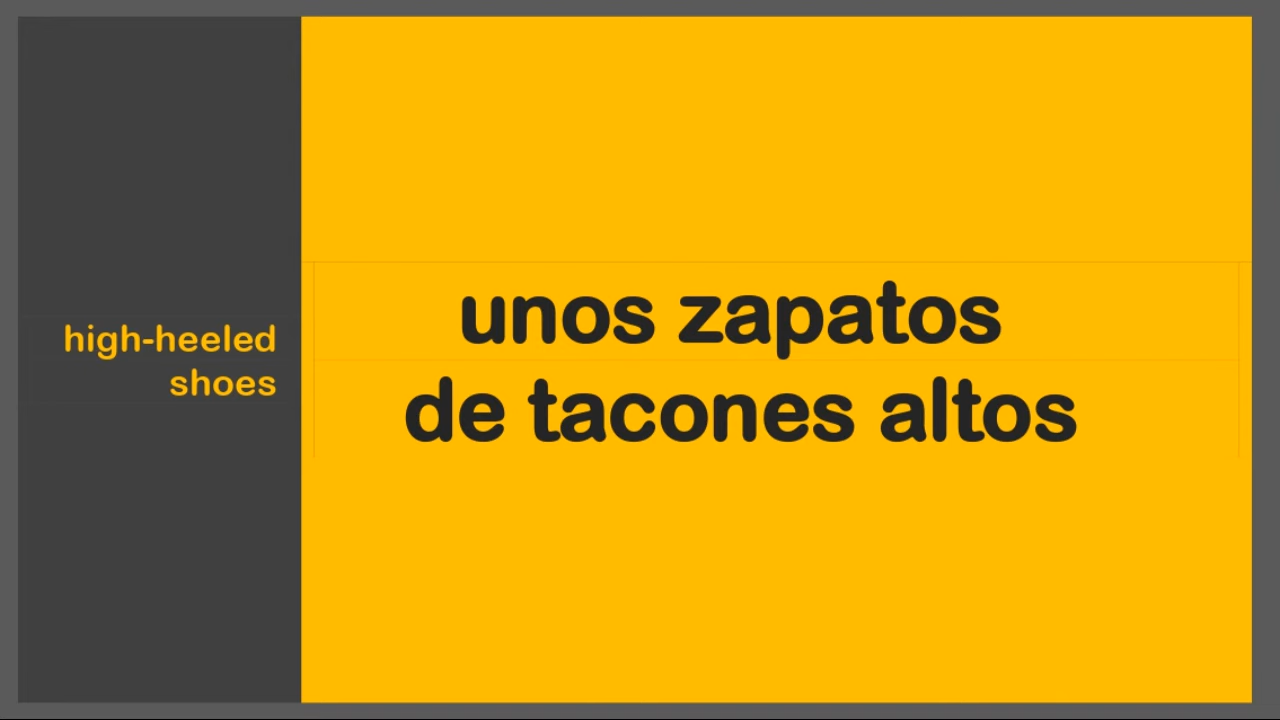 high-heeled
shoes
unos zapatos
de tacones altos